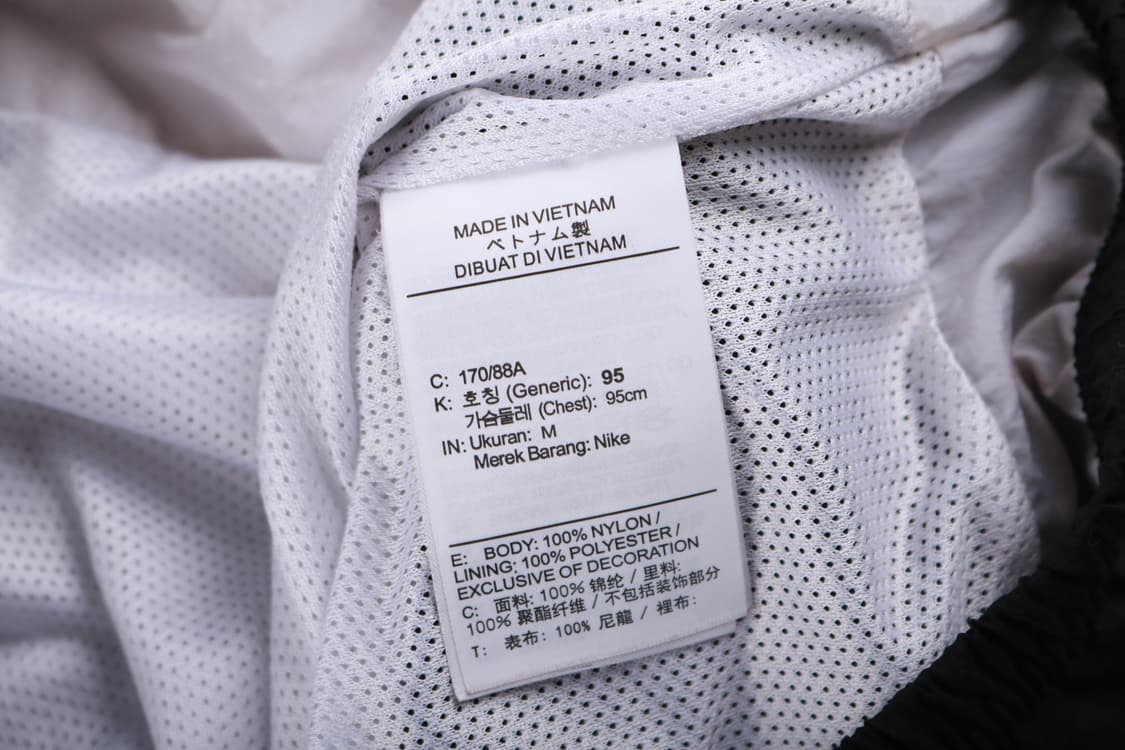 MADE IN VIETNAM
ベトナム製
DIBUAT DI VIETNAM
C: 170/88A
K: 호칭 (Generic): 95
가슴둘레 (Chest): 95cm
IN: Ukuran: M
Merek Barang: Nike
E: BODY: 100% NYLON /
LINING: 100% POLYESTER /
EXCLUSIVE OF DECORATION
C: 面料: 100% 锦纶 / 里料:
100% 聚酯纤维 / 不包括装饰部分
T: 表布: 100% 尼龍 / 裡布: